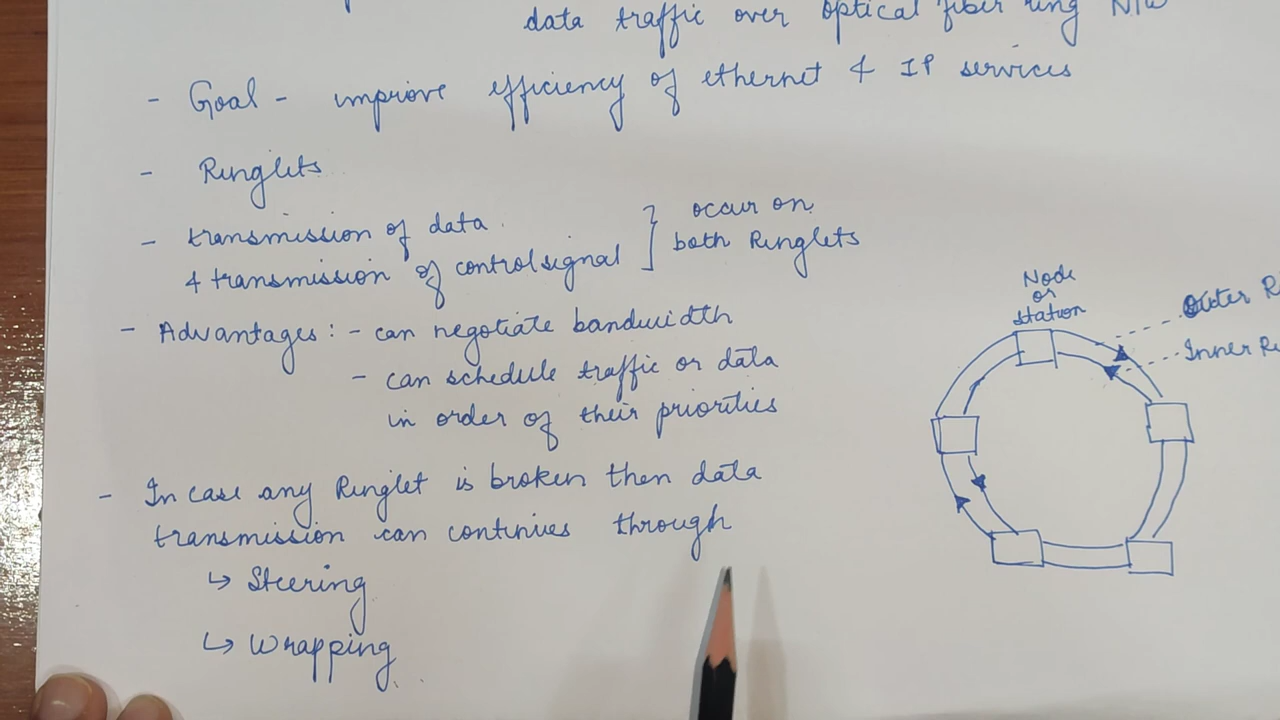 data traffic over optical fiber ring N/W
- Goal - improve efficiency of ethernet & IP services
- Ringlets
- transmission of data
& transmission of control signal } occur on both Ringlets
- Advantages : - can negotiate bandwidth
- can schedule traffic or data
in order of their priorities
- In case any Ringlet is broken then data
transmission can continues through
↳ Steering
↳ Wrapping
Node
or
Station
Outer R
Inner R